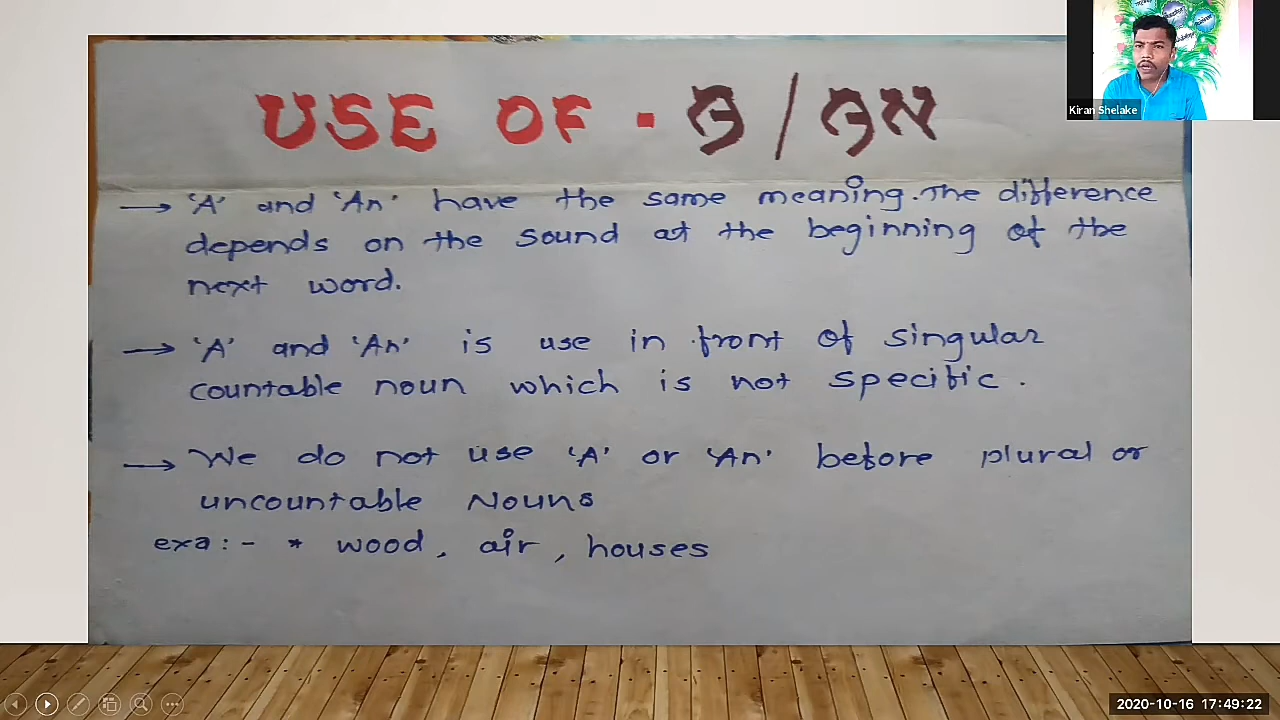 USE OF - A / AN
→ 'A' and 'An' have the same meaning. The difference
depends on the sound at the beginning of the
next word.
→ 'A' and 'An' is use in front of singular
countable noun which is not specific.
→ We do not use 'A' or 'An' before plural or
uncountable Nouns
exa:- * wood, air, houses
Kiran Shelake
2020-10-16 17:49:22